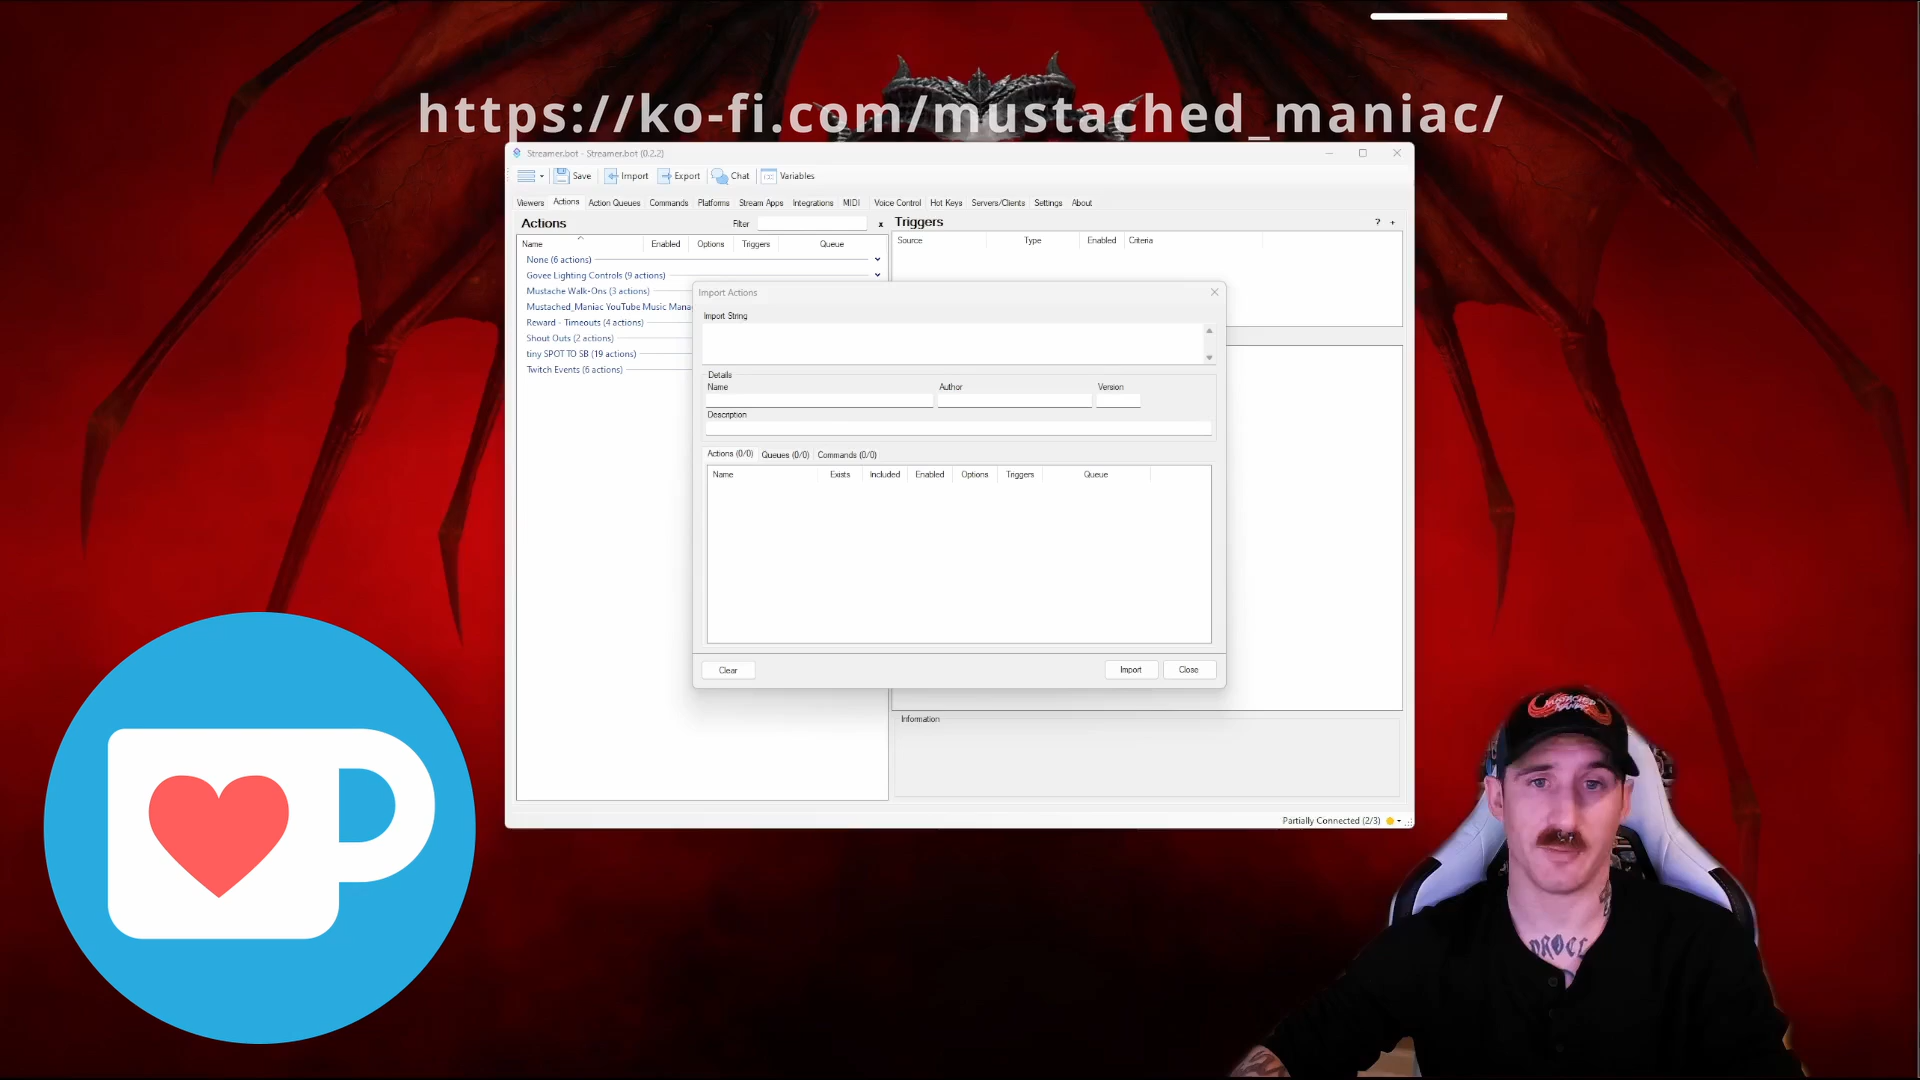 https://ko-fi.com/mustached_maniac/
Streamer.bot - Streamer.bot (0.2.2)
Save Import Export Chat Variables
Viewers Actions Action Queues Commands Platforms Stream Apps Integrations MIDI Voice Control Hot Keys Servers/Clients Settings About
Actions Filter x
Name Enabled Options Triggers Queue
None (6 actions)
Govee Lighting Controls (9 actions)
Mustache Walk-Ons (3 actions)
Mustached_Maniac YouTube Music Mana
Reward - Timeouts (4 actions)
Shout Outs (2 actions)
tiny SPOT TO SB (19 actions)
Twitch Events (6 actions)
Triggers ? +
Source Type Enabled Criteria
Import Actions
Import String
Details
Name Author Version
Description
Actions (0/0) Queues (0/0) Commands (0/0)
Name Exists Included Enabled Options Triggers Queue
Clear Import Close
Information
Partially Connected (2/3)
MUSTACHED
MANIAC